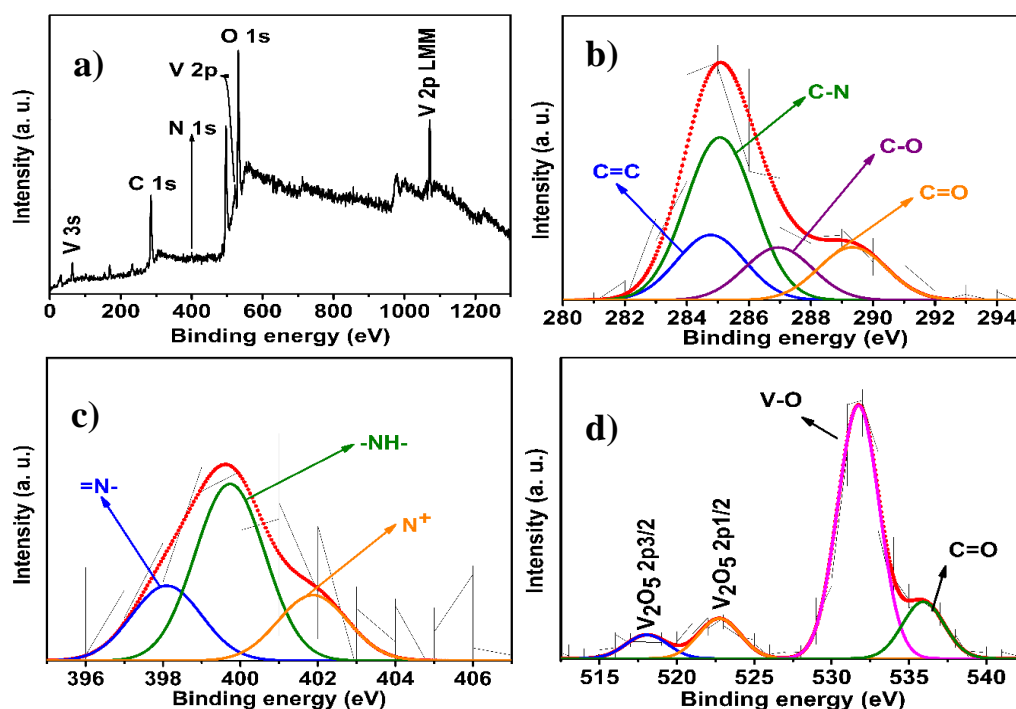 a)
O 1s
V 2p
N 1s
C 1s
V 3s
V 2p LMM
Intensity (a. u.)
0 200 400 600 800 1000 1200
Binding energy (eV)
b)
C-N
C-O
C=C
C=O
Intensity (a. u.)
280 282 284 286 288 290 292 294
Binding energy (eV)
c)
-NH-
=N-
N⁺
Intensity (a. u.)
396 398 400 402 404 406
Binding energy (eV)
d)
V-O
C=O
V₂O₅ 2p3/2
V₂O₅ 2p1/2
Intensity (a. u.)
515 520 525 530 535 540
Binding energy (eV)